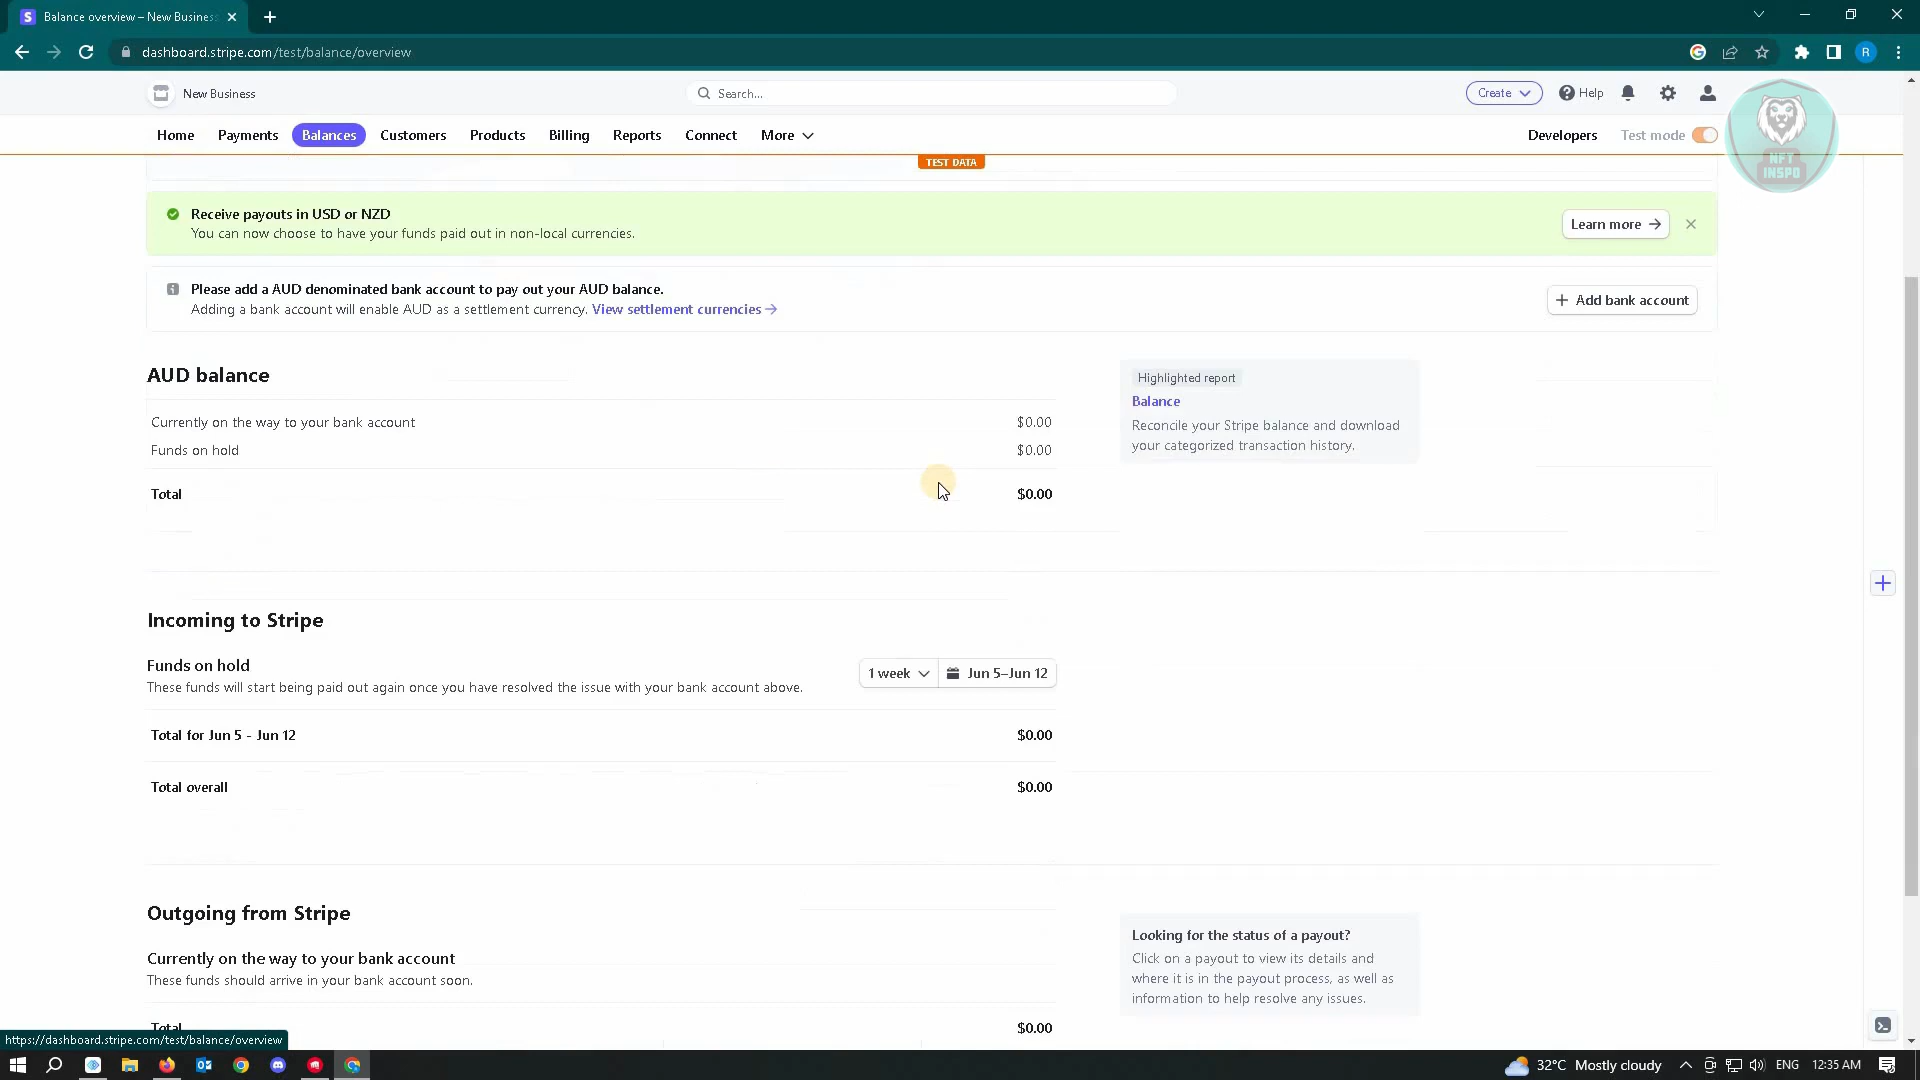 Balance overview – New Business
dashboard.stripe.com/test/balance/overview
R
New Business
Search...
Create
Help
Home
Payments
Balances
Customers
Products
Billing
Reports
Connect
More
Developers
Test mode
NFT
INSPO
TEST DATA
Receive payouts in USD or NZD
You can now choose to have your funds paid out in non-local currencies.
Learn more →
Please add a AUD denominated bank account to pay out your AUD balance.
Adding a bank account will enable AUD as a settlement currency. View settlement currencies →
+ Add bank account
AUD balance
Currently on the way to your bank account $0.00
Funds on hold $0.00
Total $0.00
Highlighted report
Balance
Reconcile your Stripe balance and download
your categorized transaction history.
Incoming to Stripe
Funds on hold
These funds will start being paid out again once you have resolved the issue with your bank account above.
1 week
Jun 5–Jun 12
Total for Jun 5 - Jun 12 $0.00
Total overall $0.00
Outgoing from Stripe
Currently on the way to your bank account
These funds should arrive in your bank account soon.
Total $0.00
Looking for the status of a payout?
Click on a payout to view its details and
where it is in the payout process, as well as
information to help resolve any issues.
https://dashboard.stripe.com/test/balance/overview
32°C Mostly cloudy
ENG
12:35 AM